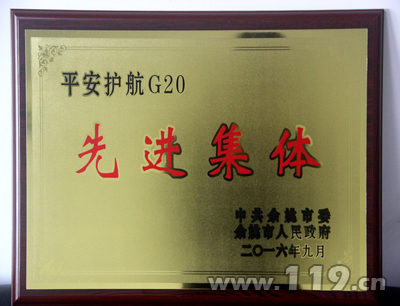 平安护航G20
先进集体
中共余姚市委
余姚市人民政府
二〇一六年九月
www.119.cn